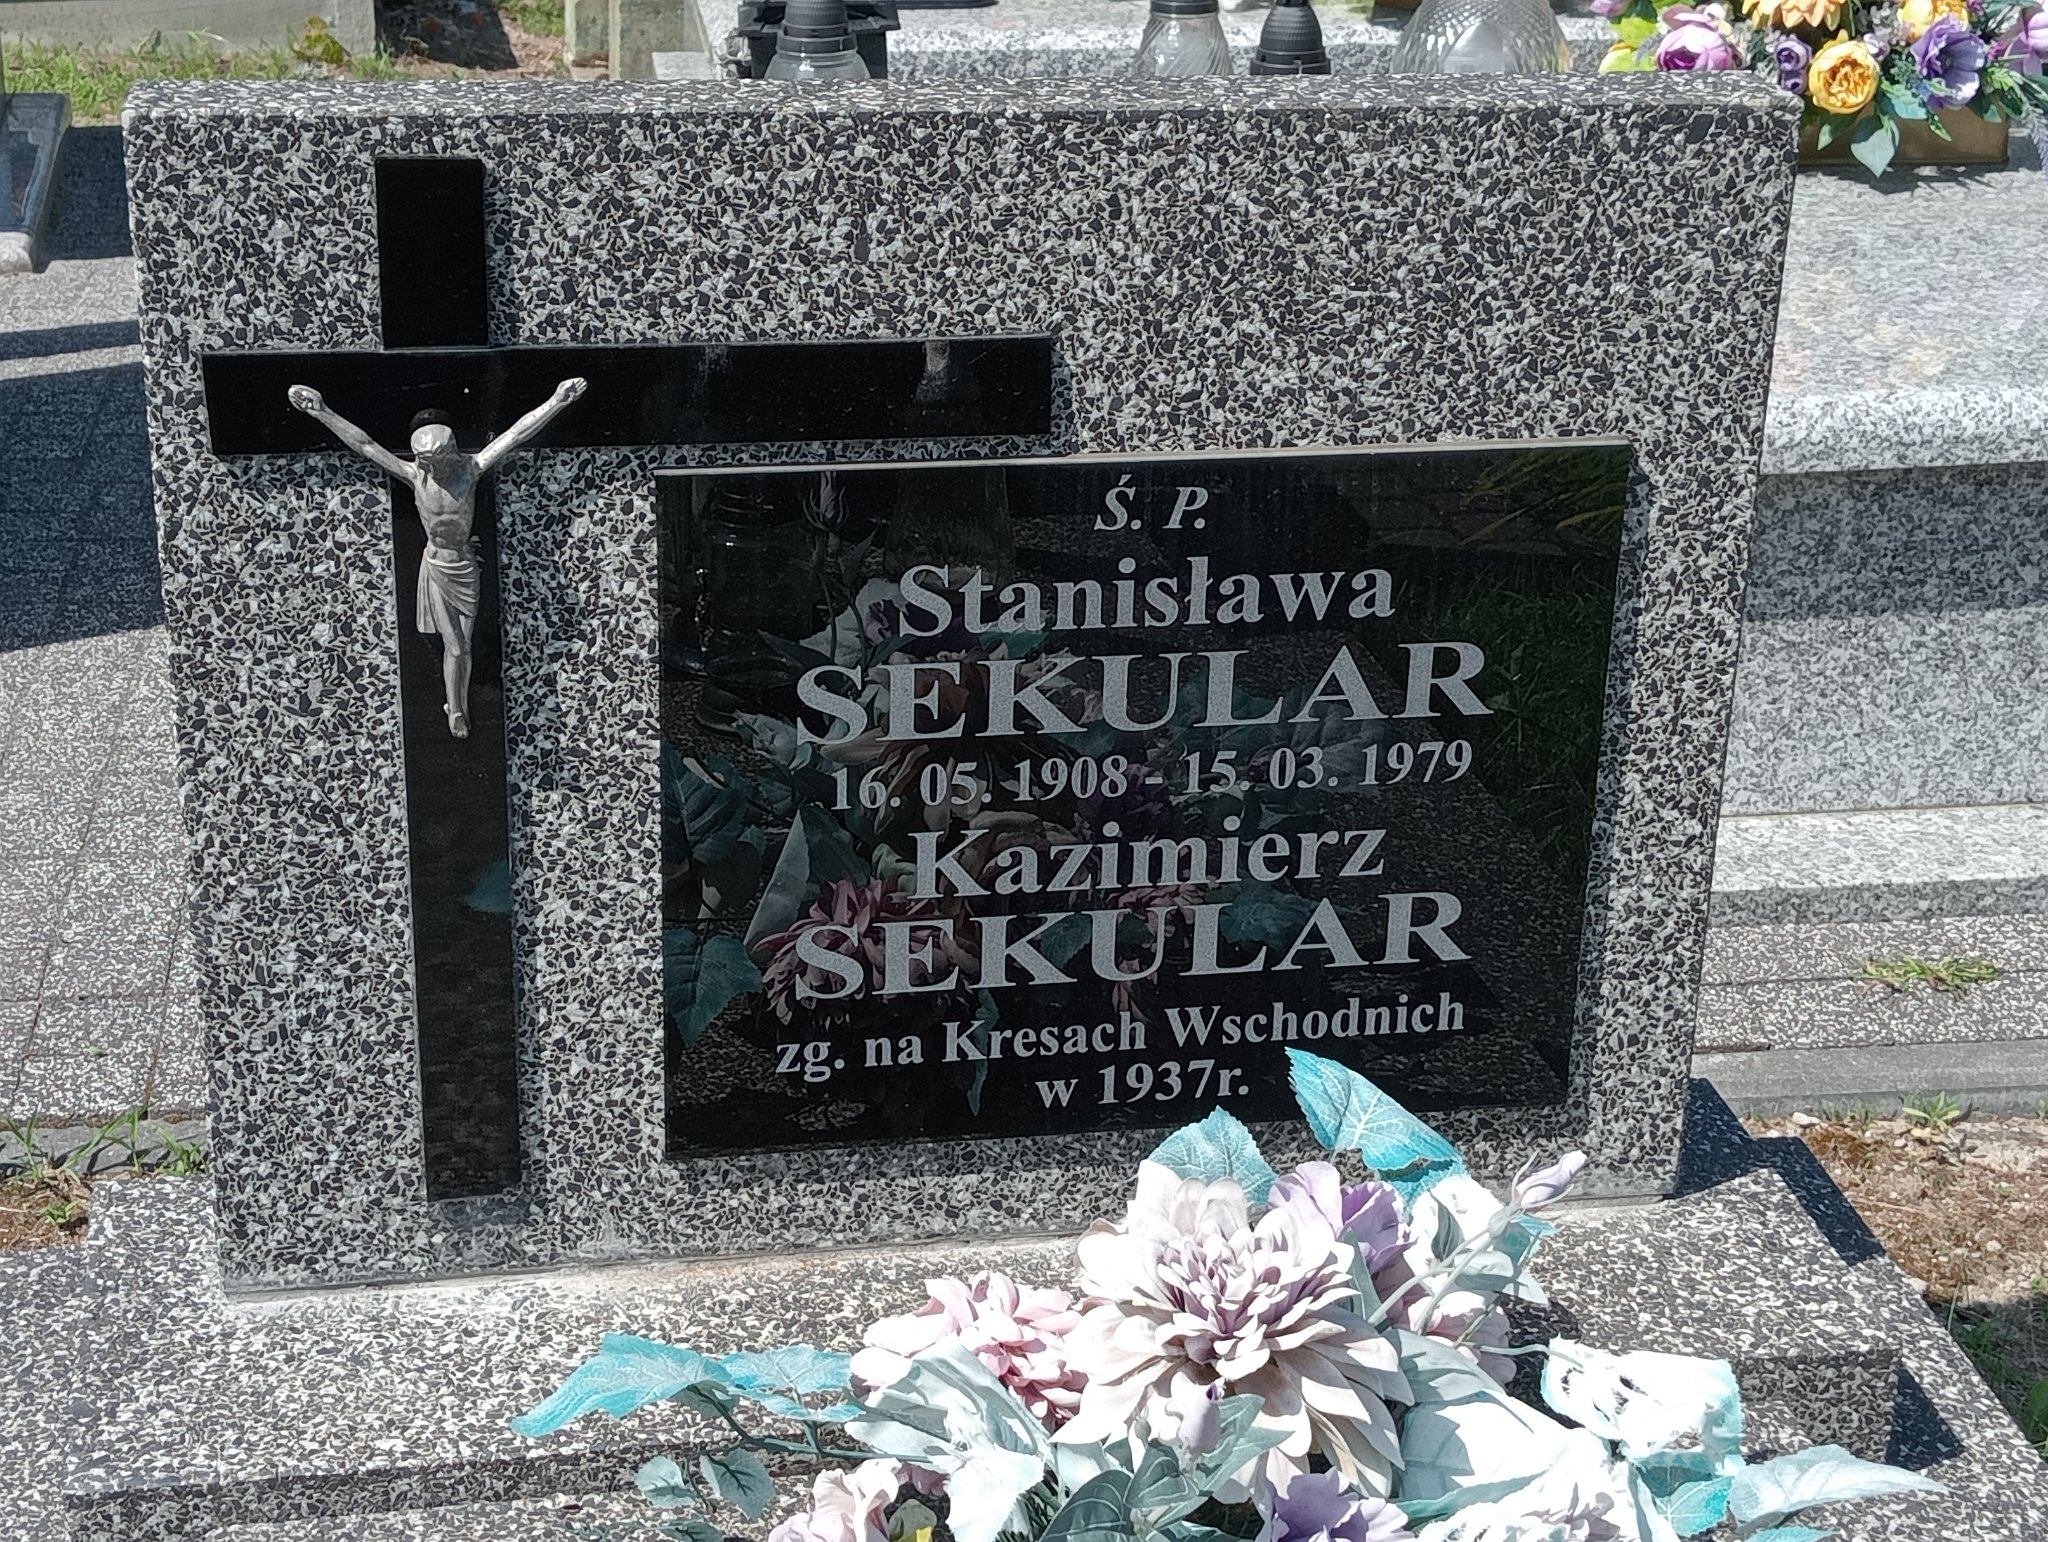 Ś. P.
Stanisława
SEKULAR
16. 05. 1908 - 15. 03. 1979
Kazimierz
SEKULAR
zg. na Kresach Wschodnich
w 1937r.